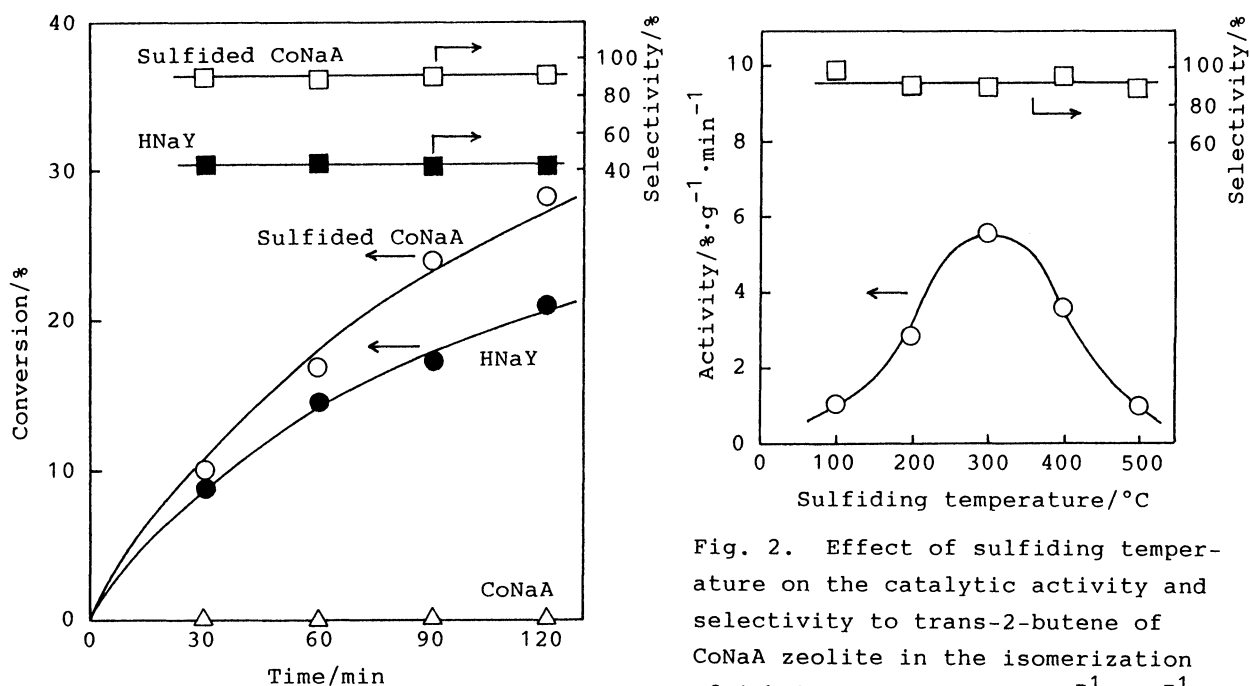 40
30
20
10
0
Conversion/%
0
30
60
90
120
Time/min
100
80
60
40
Selectivity/%
Sulfided CoNaA
HNaY
Sulfided CoNaA
HNaY
CoNaA
10
8
6
4
2
0
Activity/%·g⁻¹·min⁻¹
100
80
60
Selectivity/%
0
100
200
300
400
500
Sulfiding temperature/°C
Fig. 2. Effect of sulfiding temper-
ature on the catalytic activity and
selectivity to trans-2-butene of
CoNaA zeolite in the isomerization